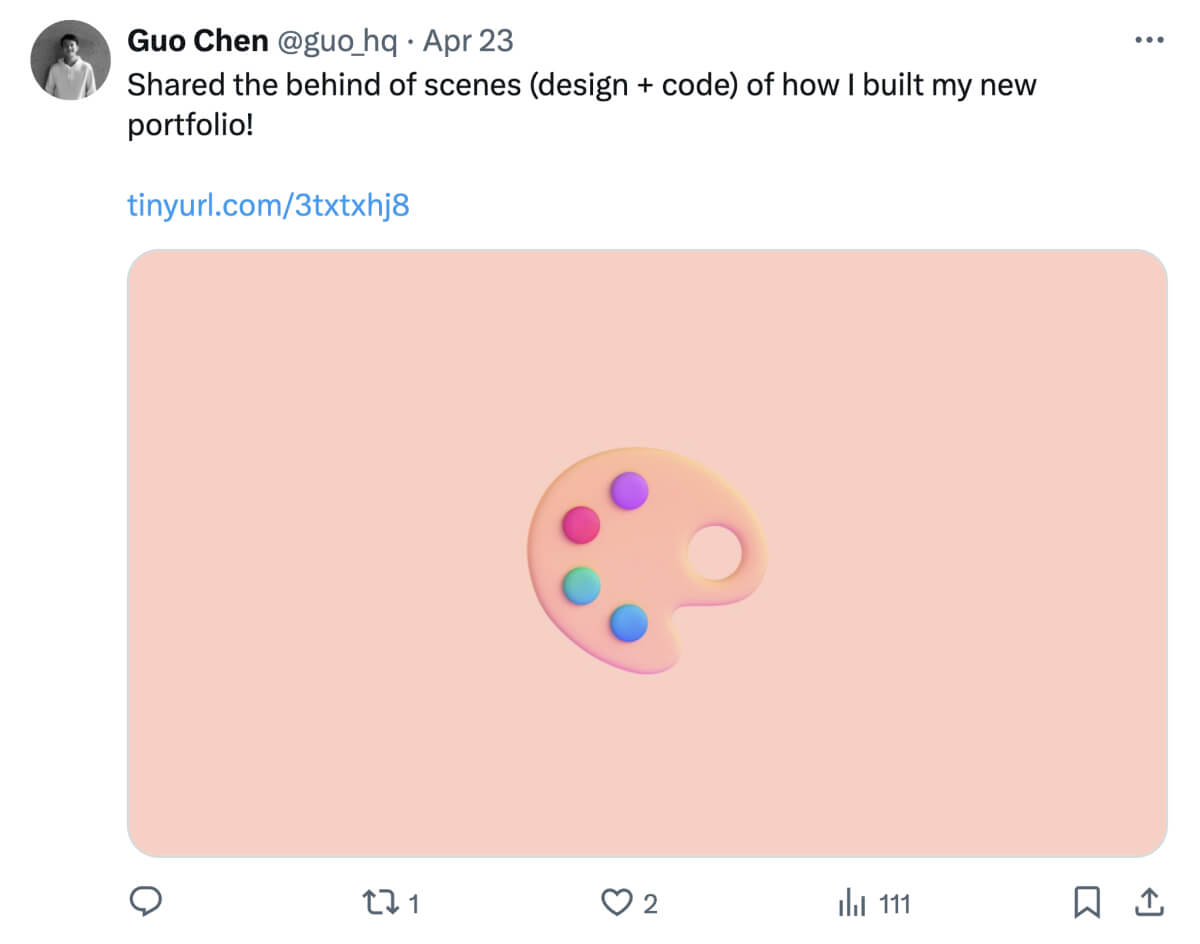 Guo Chen @guo_hq · Apr 23
Shared the behind of scenes (design + code) of how I built my new
portfolio!
tinyurl.com/3txtxhj8
1 2 111